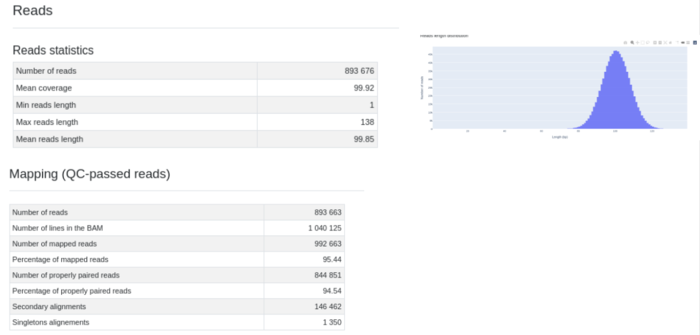 Reads
Reads statistics
Number of reads 893 676
Mean coverage 99.92
Min reads length 1
Max reads length 138
Mean reads length 99.85
Mapping (QC-passed reads)
Number of reads 893 663
Number of lines in the BAM 1 040 125
Number of mapped reads 992 663
Percentage of mapped reads 95.44
Number of properly paired reads 844 851
Percentage of properly paired reads 94.54
Secondary alignments 146 462
Singletons alignements 1 350
Number of reads